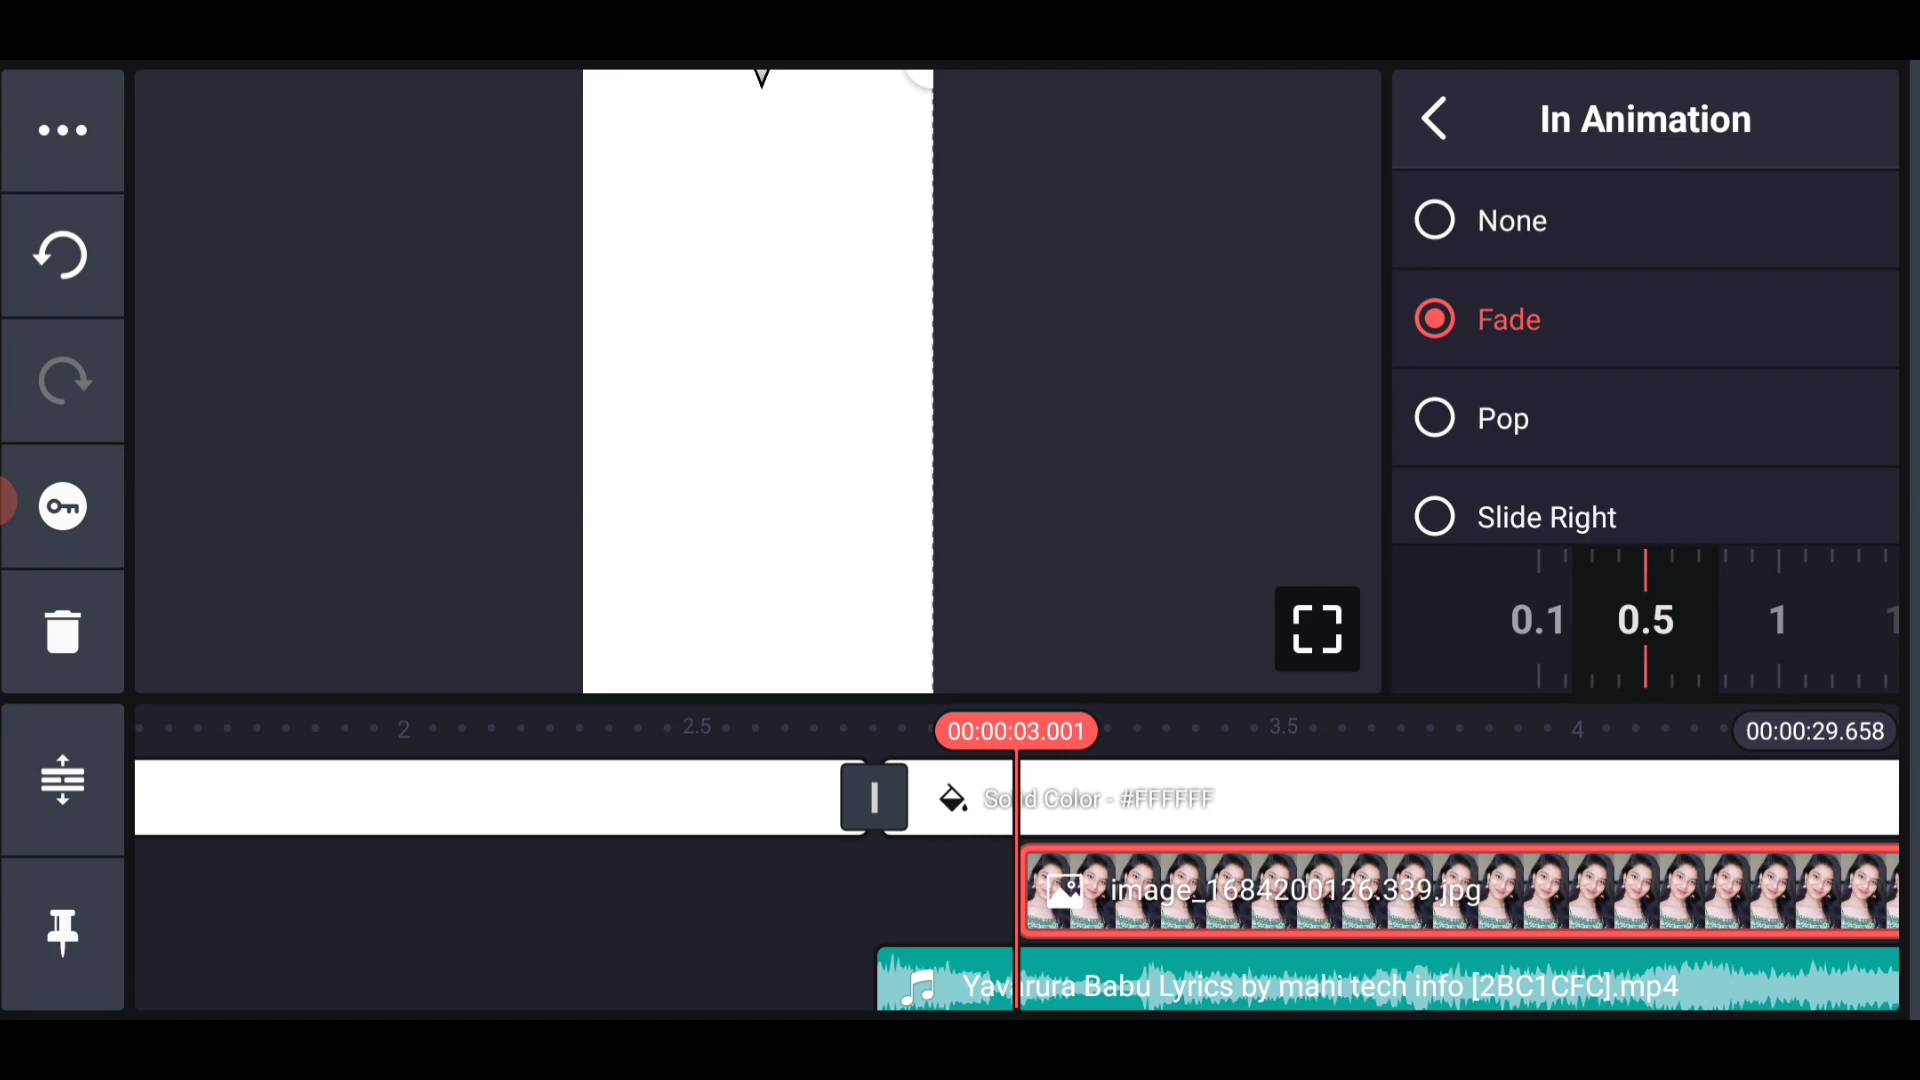 In Animation
None
Fade
Pop
Slide Right
0.1 0.5 1
2 2.5 00:00:03.001 3.5 4 00:00:29.658
Solid Color - #FFFFFF
image_1684200126.339.jpg
Yavarura Babu Lyrics by mahi tech info [2BC1CFC].mp4